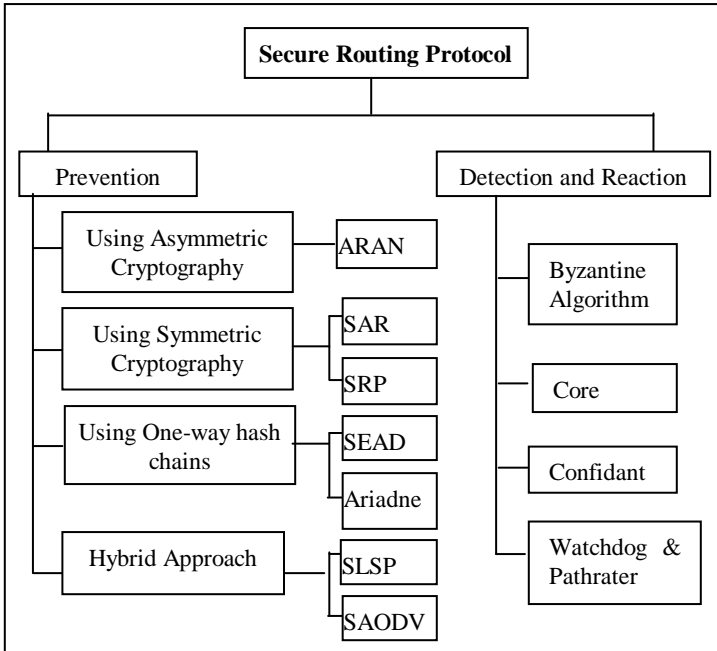 Secure Routing Protocol
Prevention
Using Asymmetric
Cryptography
ARAN
Using Symmetric
Cryptography
SAR
SRP
Using One-way hash
chains
SEAD
Ariadne
Hybrid Approach
SLSP
SAODV
Detection and Reaction
Byzantine
Algorithm
Core
Confidant
Watchdog &
Pathrater